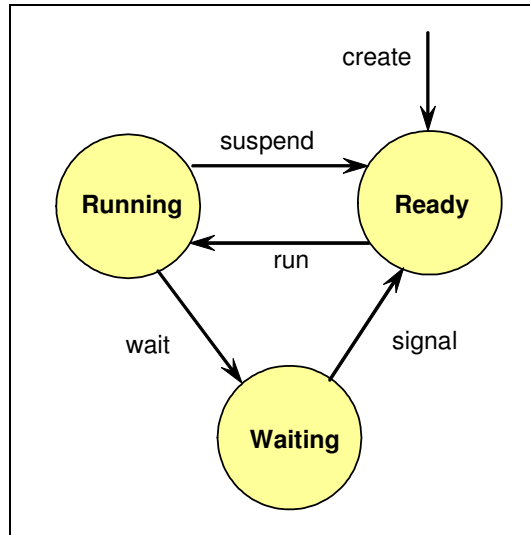 create
suspend
Running
Ready
run
wait
signal
Waiting